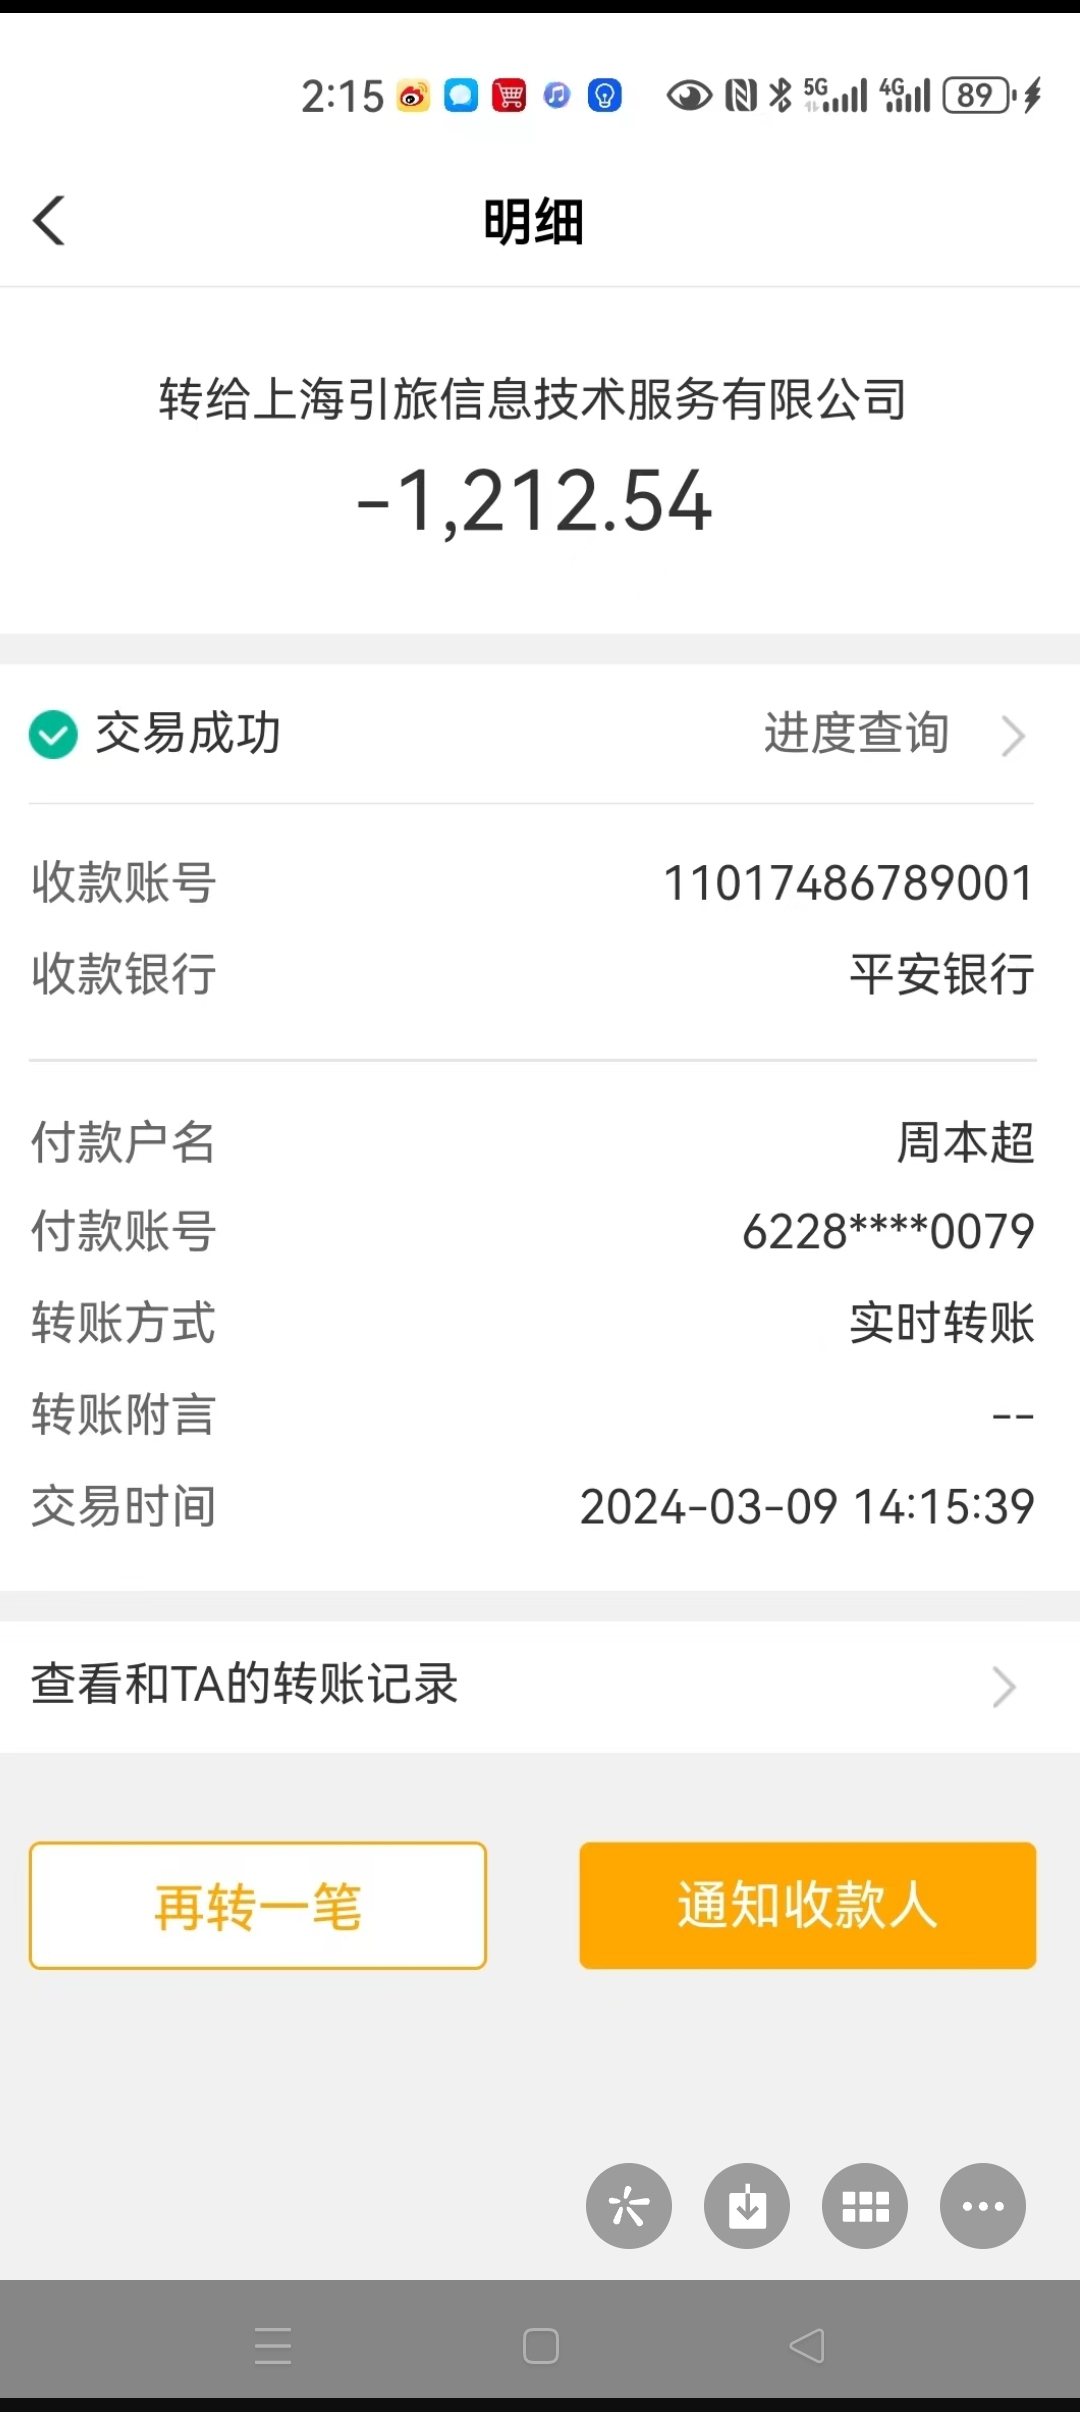 2:15 5G 4G 89
明细
转给上海引旅信息技术服务有限公司
-1,212.54
交易成功 进度查询
收款账号 11017486789001
收款银行 平安银行
付款户名 周本超
付款账号 6228****0079
转账方式 实时转账
转账附言 --
交易时间 2024-03-09 14:15:39
查看和TA的转账记录
再转一笔 通知收款人